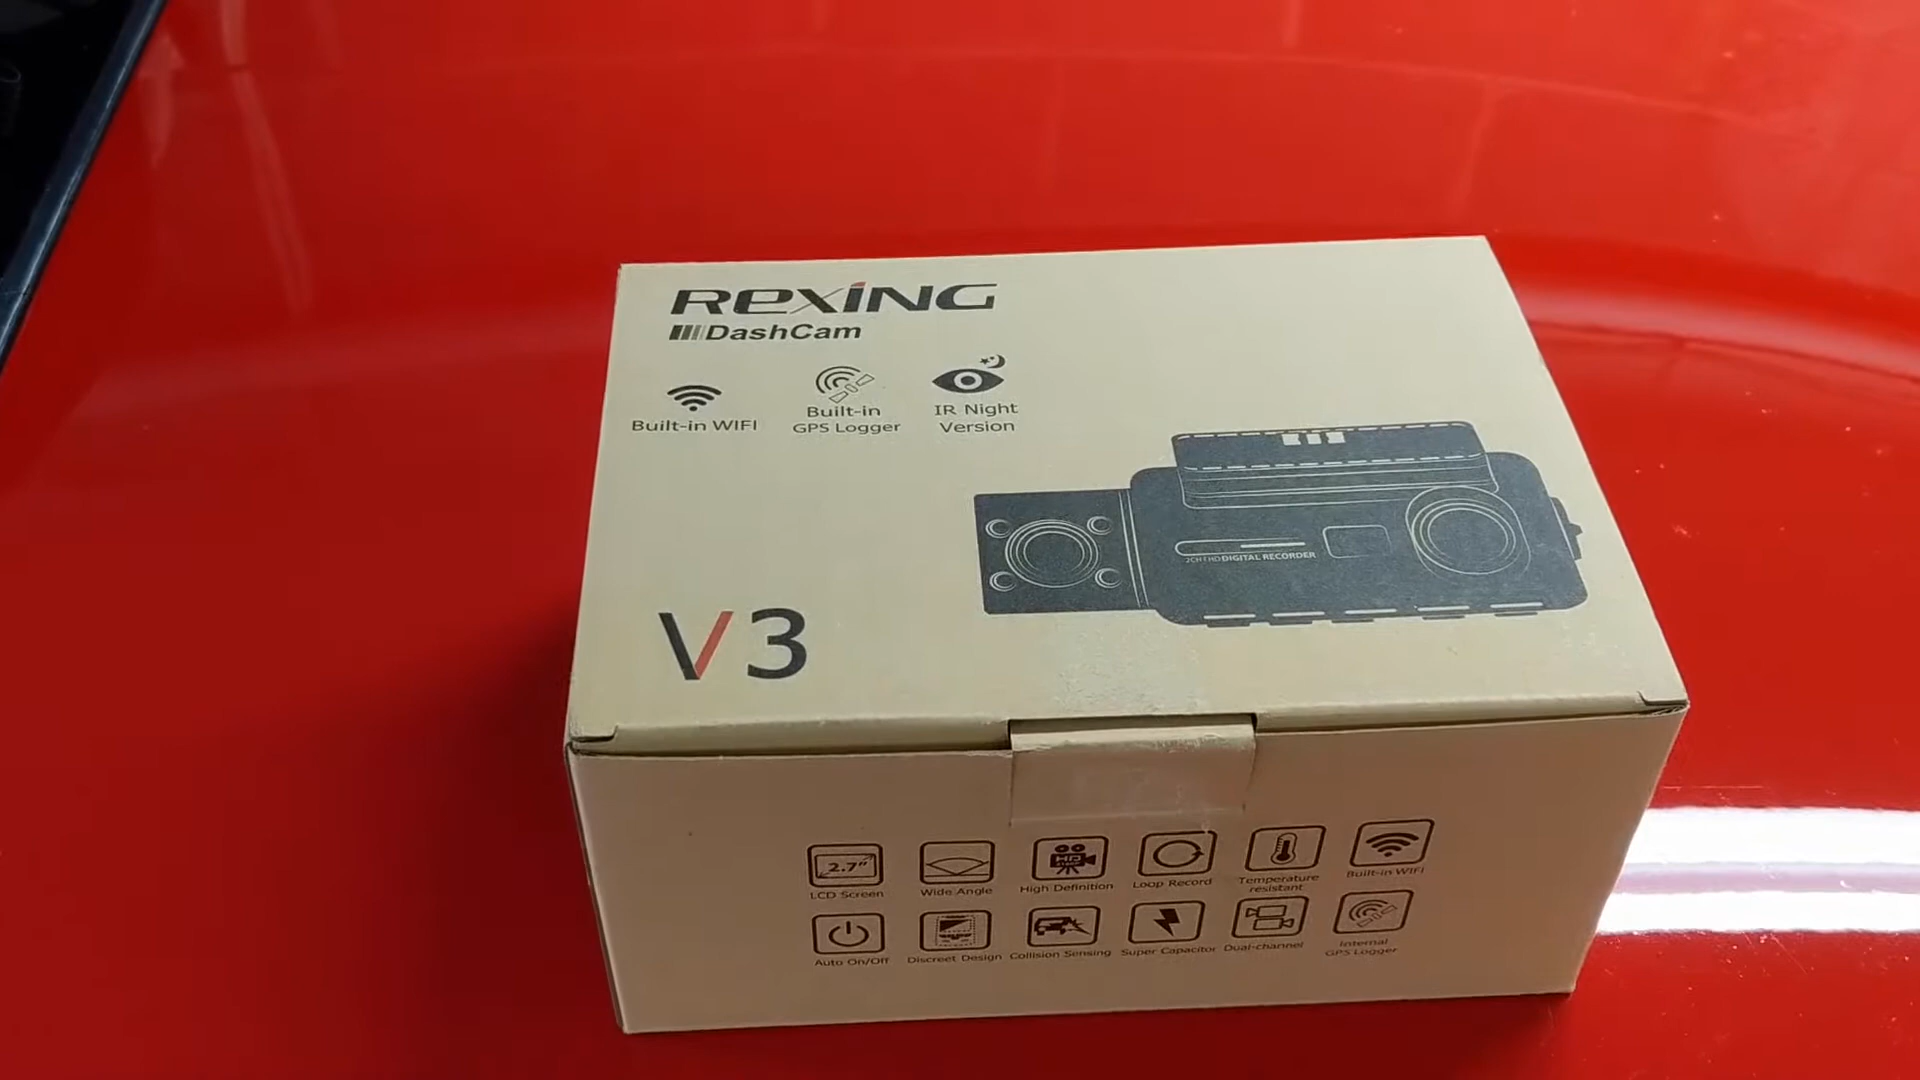 REXING
DashCam
Built-in WIFI
Built-in
GPS Logger
IR Night
Version
2CH FHD DIGITAL RECORDER
V3
2.7"
LCD Screen
Wide Angle
HD
High Definition
Loop Record
Temperature
resistant
Built-in WIFI
Auto On/Off
Discreet Design
Collision Sensing
Super Capacitor
Dual-channel
Internal
GPS Logger